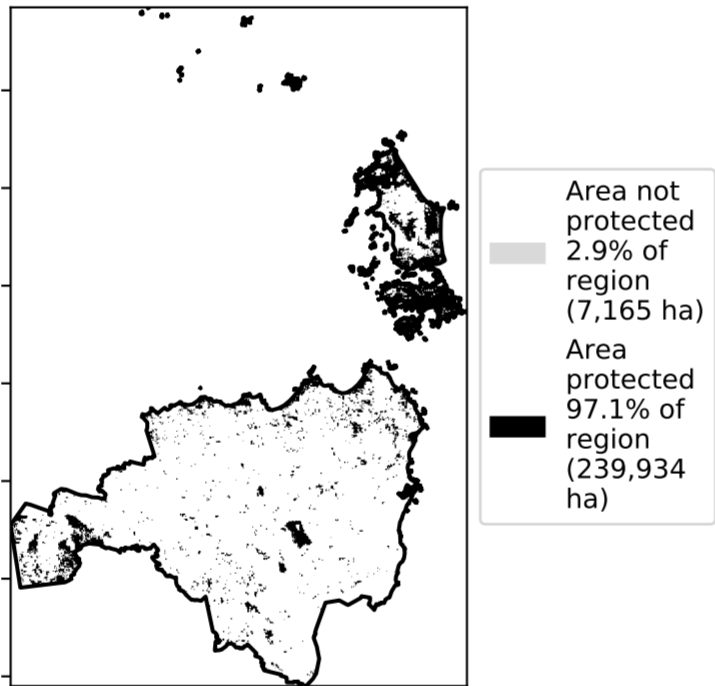 Area not
protected
2.9% of
region
(7,165 ha)
Area
protected
97.1% of
region
(239,934
ha)